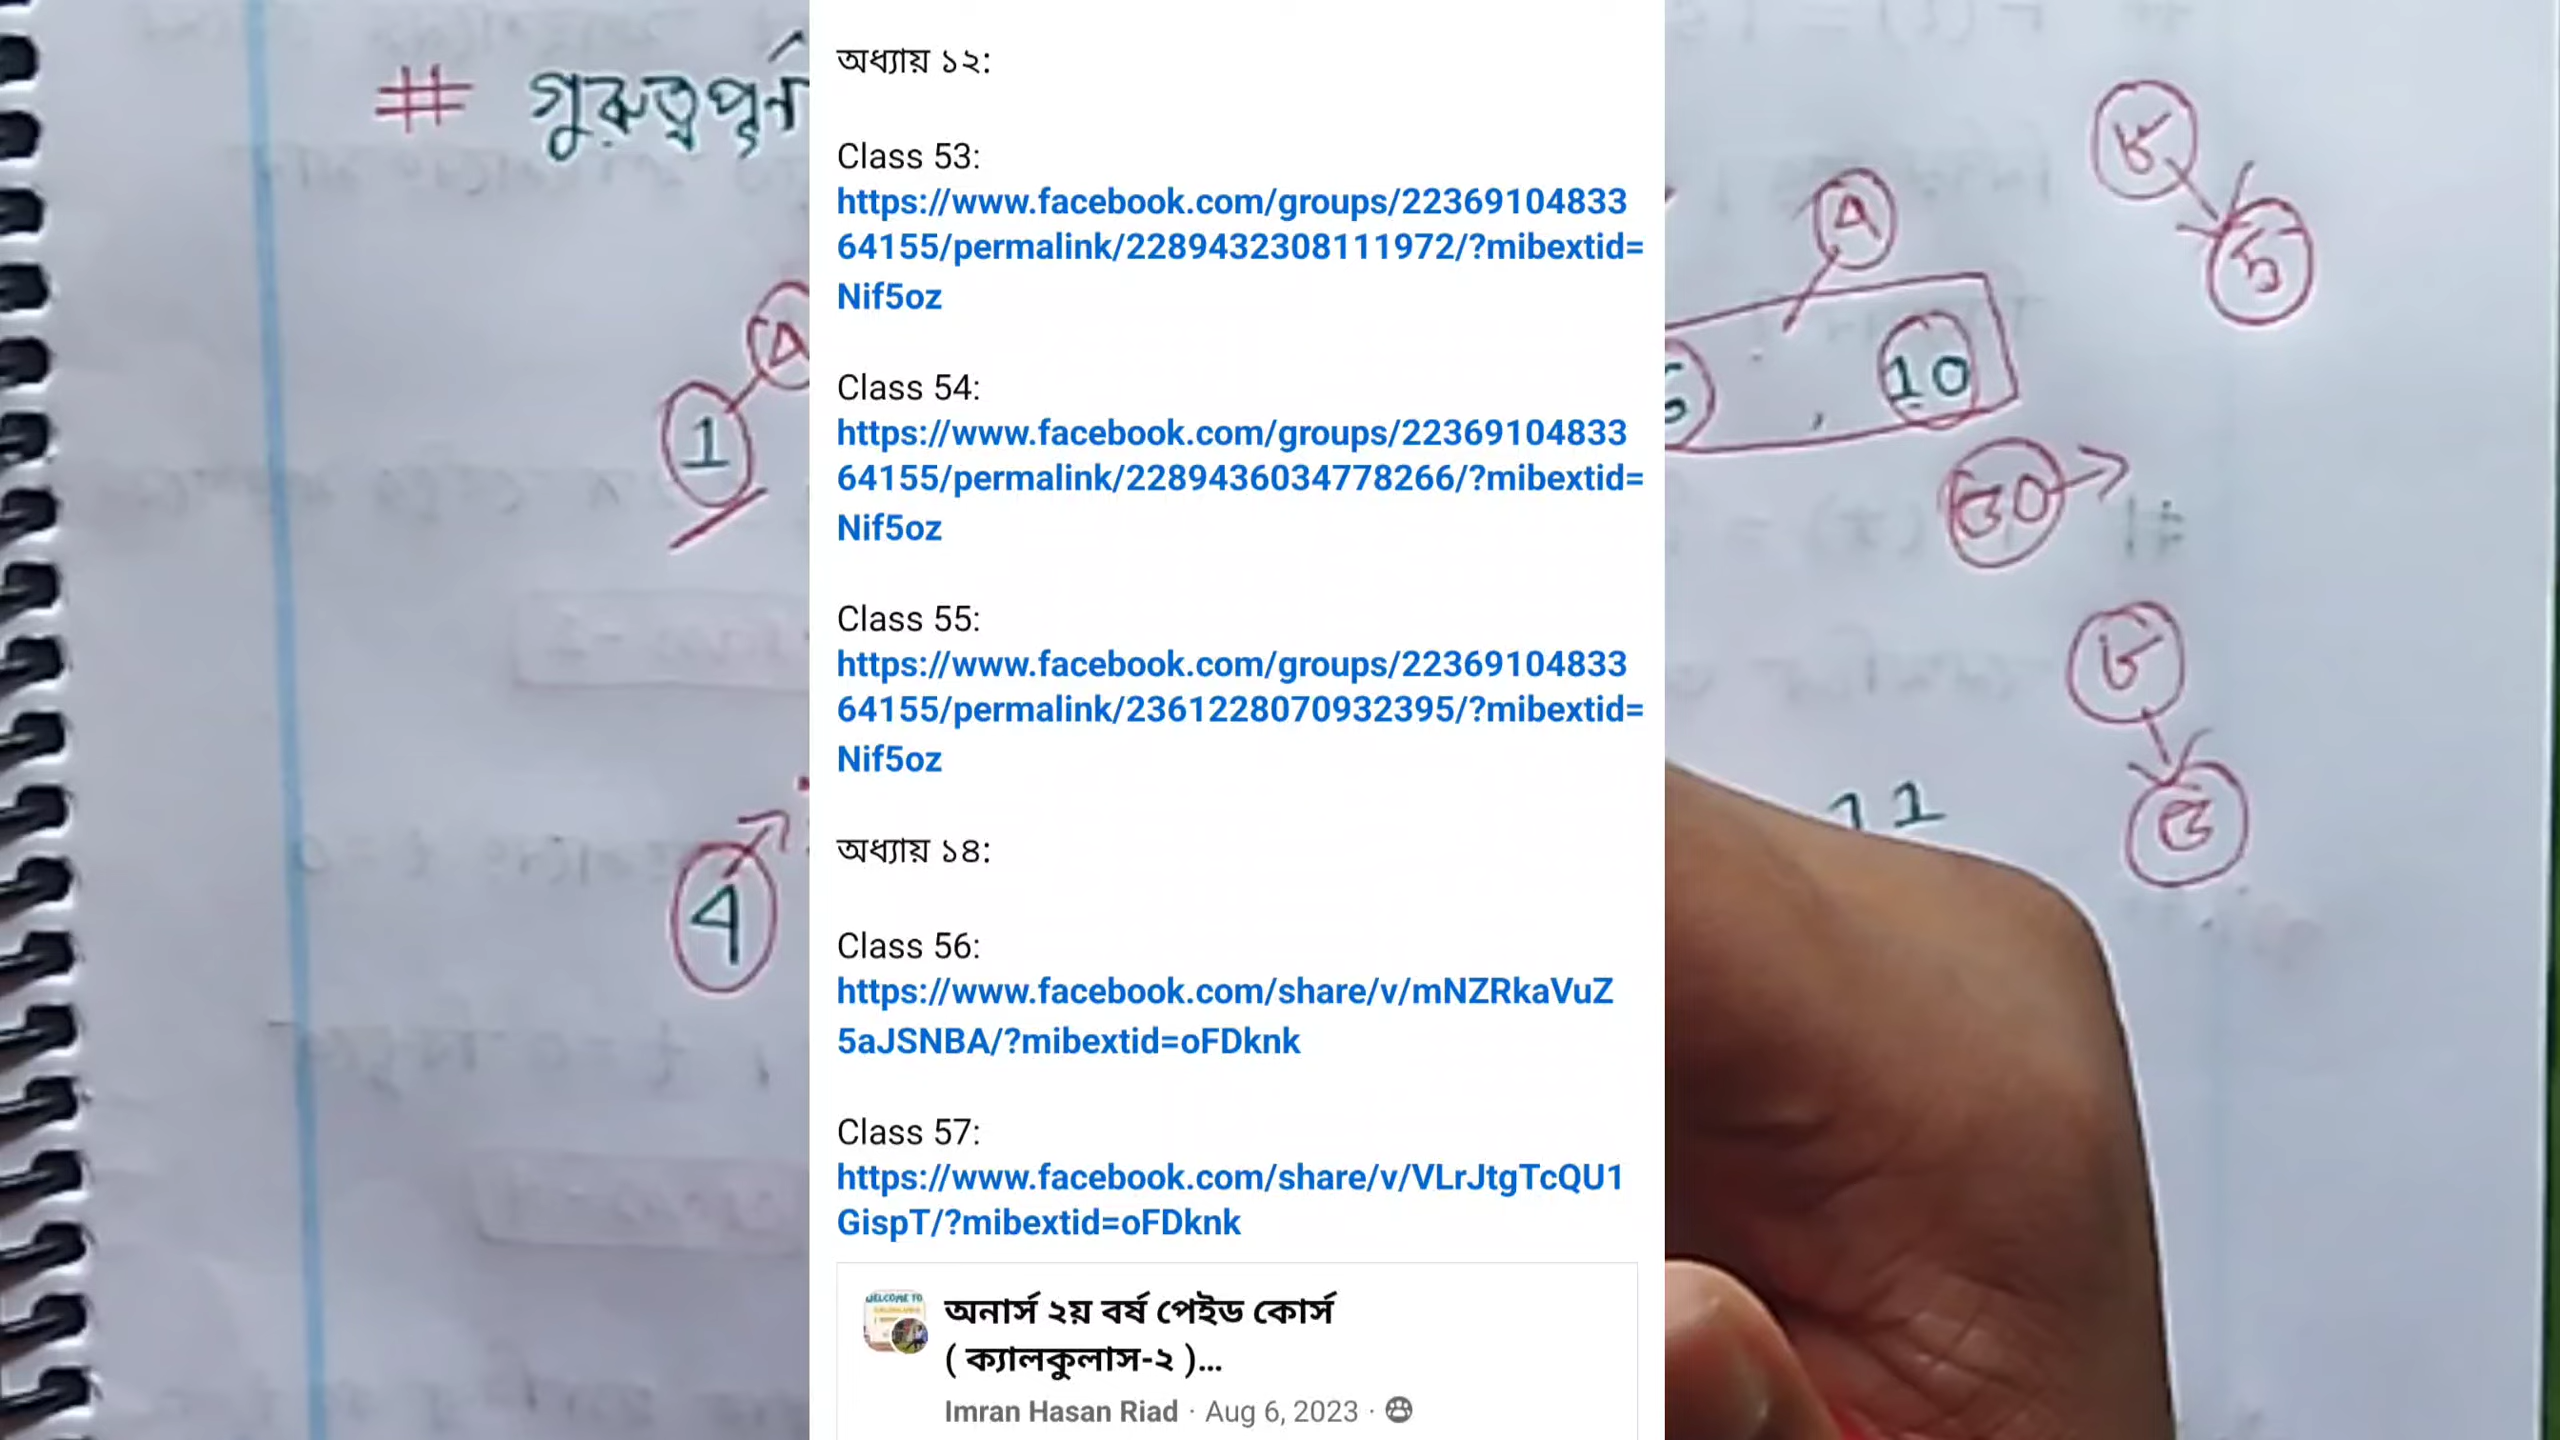 # গুরুত্বপূর্ণ
1
4
অধ্যায় ১২:
Class 53:
https://www.facebook.com/groups/22369104833
64155/permalink/2289432308111972/?mibextid=
Nif5oz
Class 54:
https://www.facebook.com/groups/22369104833
64155/permalink/2289436034778266/?mibextid=
Nif5oz
Class 55:
https://www.facebook.com/groups/22369104833
64155/permalink/2361228070932395/?mibextid=
Nif5oz
অধ্যায় ১৪:
Class 56:
https://www.facebook.com/share/v/mNZRkaVuZ
5aJSNBA/?mibextid=oFDknk
Class 57:
https://www.facebook.com/share/v/VLrJtgTcQU1
GispT/?mibextid=oFDknk
WELCOME TO
অনার্স ২য় বর্ষ পেইড কোর্স
( ক্যালকুলাস-২ )...
Imran Hasan Riad · Aug 6, 2023 ·
10
11